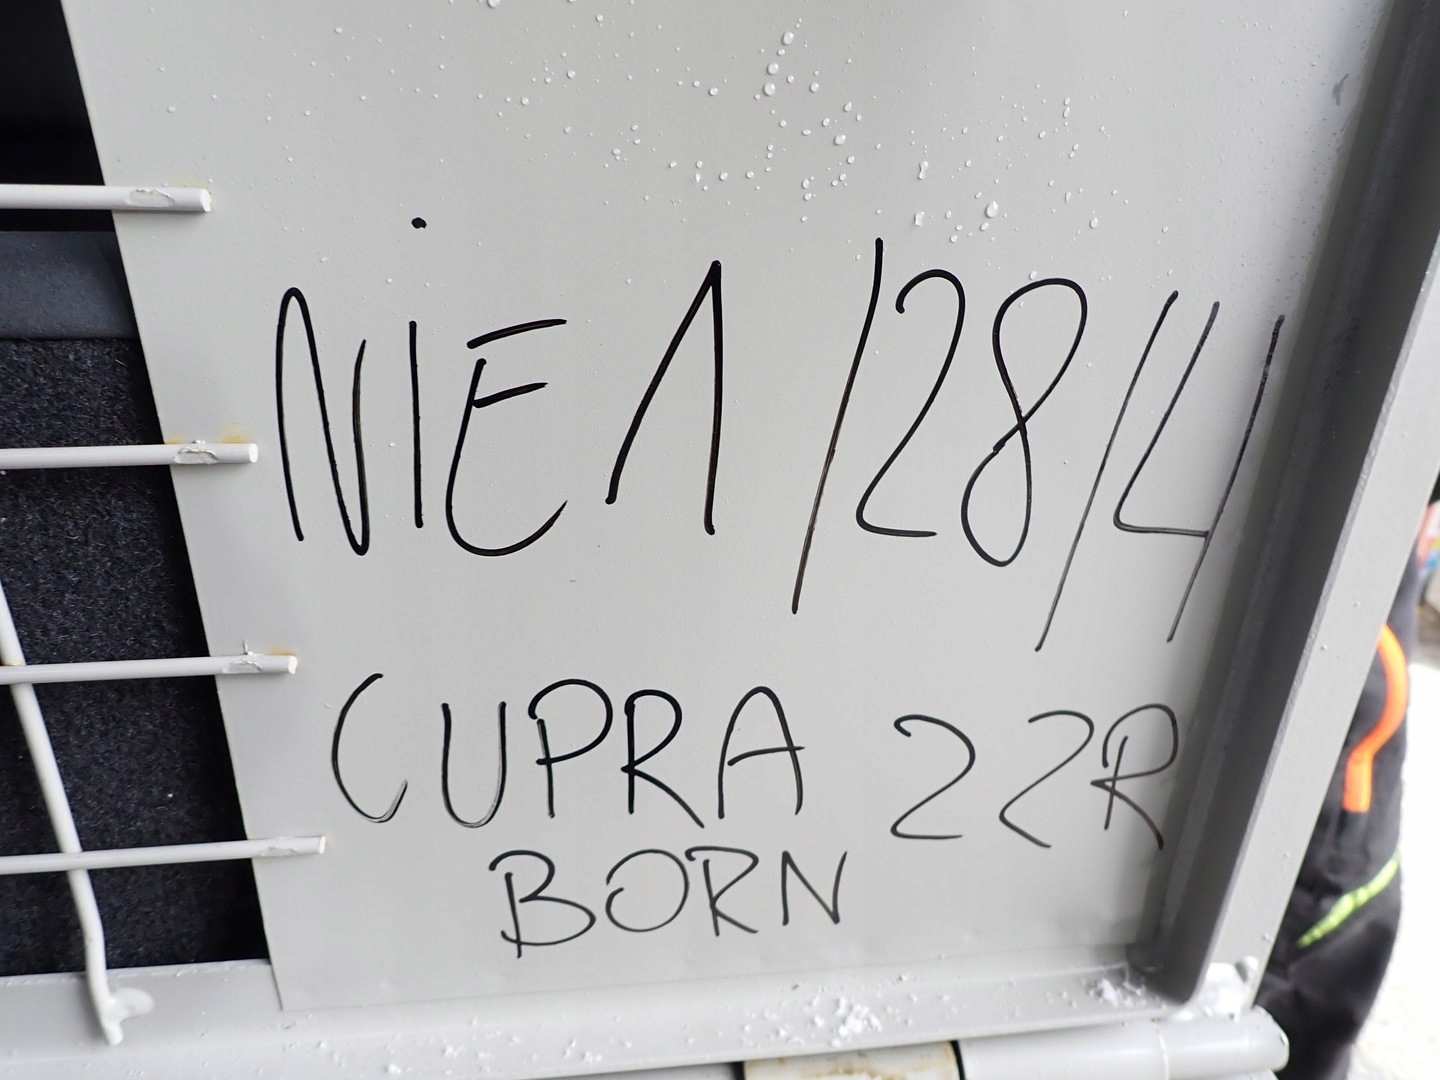 NiE1/28/4
CUPRA 22R
BORN